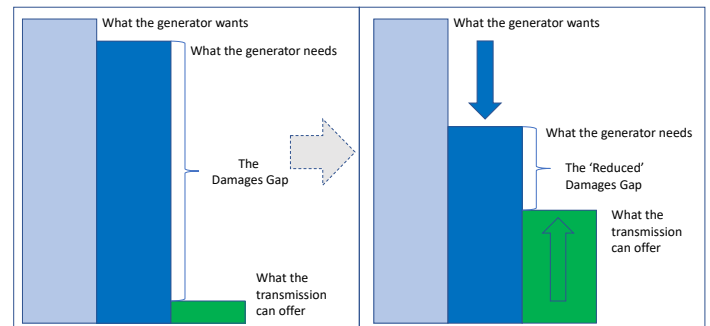 What the generator wants
What the generator needs
The
Damages Gap
What the
transmission
can offer
What the generator wants
What the generator needs
The ‘Reduced’
Damages Gap
What the
transmission
can offer